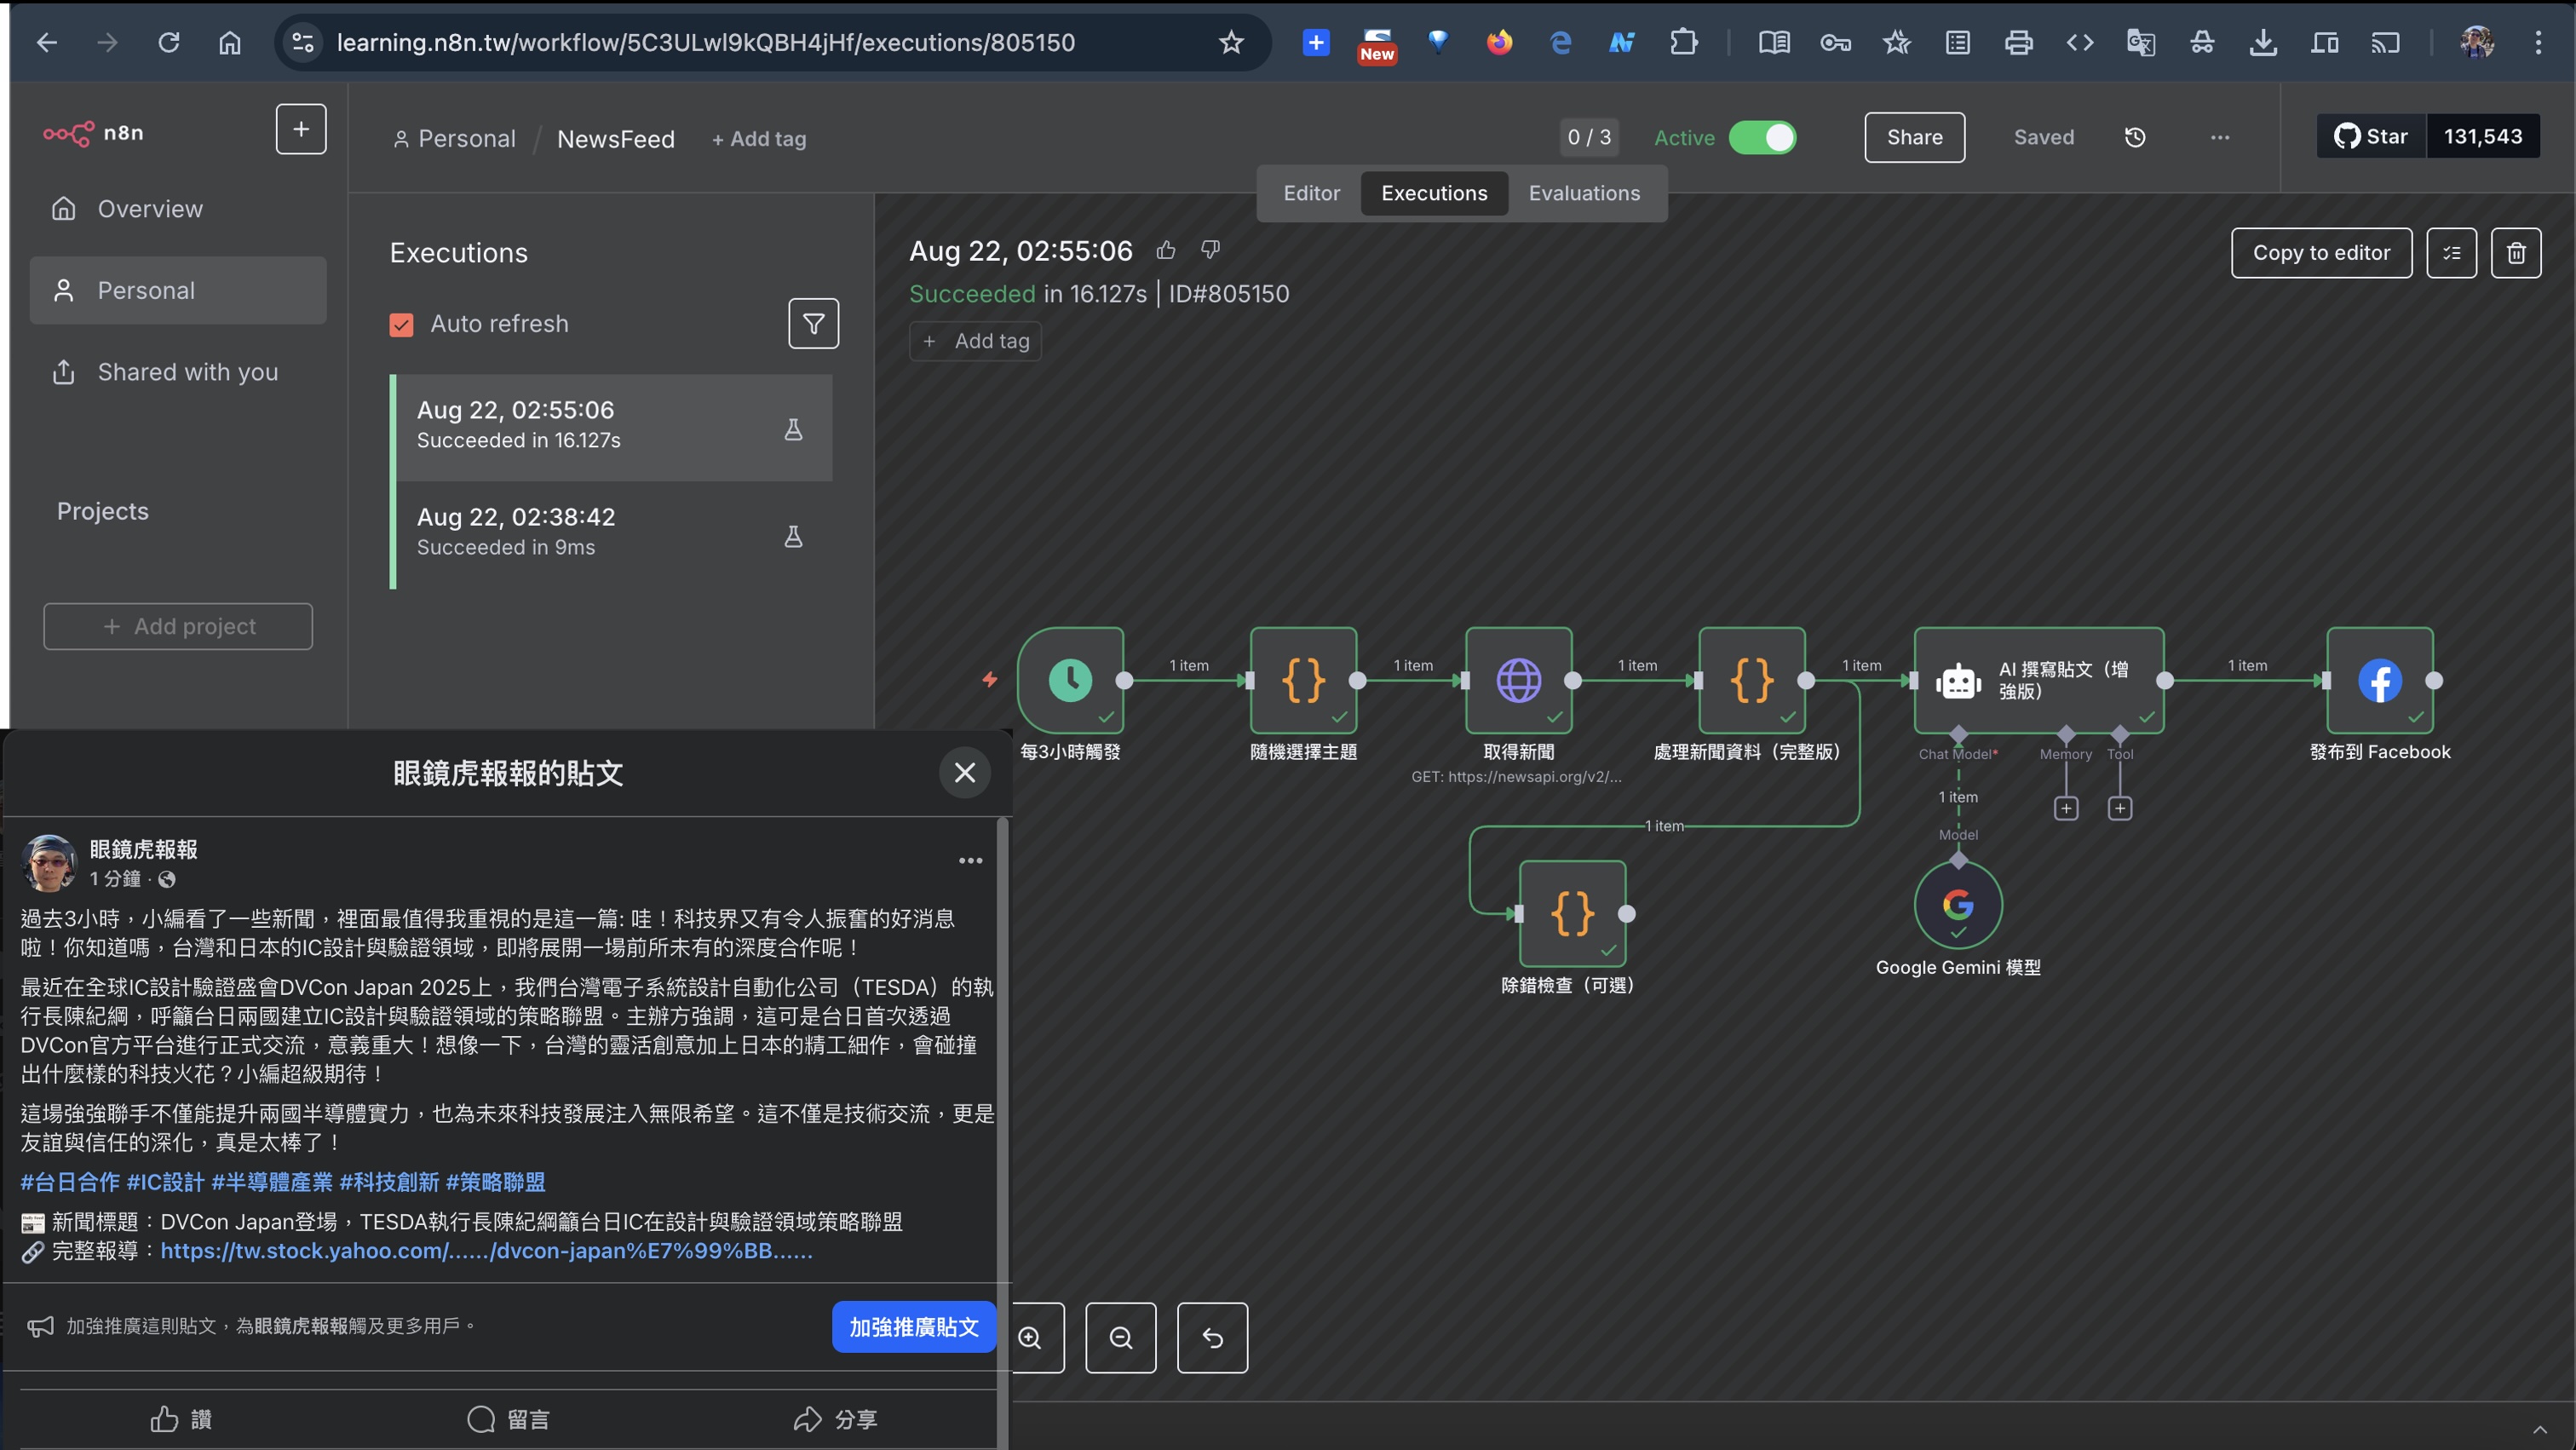 learning.n8n.tw/workflow/5C3ULwI9kQBH4jHf/executions/805150
New
n8n
+
Personal / NewsFeed + Add tag
0 / 3
Active
Share
Saved
Star 131,543
Editor Executions Evaluations
Overview
Personal
Shared with you
Projects
+ Add project
Executions
Auto refresh
Aug 22, 02:55:06
Succeeded in 16.127s
Aug 22, 02:38:42
Succeeded in 9ms
Aug 22, 02:55:06
Succeeded in 16.127s | ID#805150
+ Add tag
Copy to editor
1 item
1 item
1 item
1 item
1 item
每3小時觸發
隨機選擇主題
取得新聞
GET: https://newsapi.org/v2/...
處理新聞資料（完整版）
AI 撰寫貼文（增
強版）
Chat Model*
Memory
Tool
發布到 Facebook
1 item
Model
Google Gemini 模型
1 item
除錯檢查（可選）
眼鏡虎報報的貼文
眼鏡虎報報
1 分鐘 ·
過去3小時，小編看了一些新聞，裡面最值得我重視的是這一篇: 哇！科技界又有令人振奮的好消息
啦！你知道嗎，台灣和日本的IC設計與驗證領域，即將展開一場前所未有的深度合作呢！
最近在全球IC設計驗證盛會DVCon Japan 2025上，我們台灣電子系統設計自動化公司（TESDA）的執
行長陳紀綱，呼籲台日兩國建立IC設計與驗證領域的策略聯盟。主辦方強調，這可是台日首次透過
DVCon官方平台進行正式交流，意義重大！想像一下，台灣的靈活創意加上日本的精工細作，會碰撞
出什麼樣的科技火花？小編超級期待！
這場強強聯手不僅能提升兩國半導體實力，也為未來科技發展注入無限希望。這不僅是技術交流，更是
友誼與信任的深化，真是太棒了！
#台日合作 #IC設計 #半導體產業 #科技創新 #策略聯盟
新聞標題：DVCon Japan登場，TESDA執行長陳紀綱籲台日IC在設計與驗證領域策略聯盟
完整報導：https://tw.stock.yahoo.com/....../dvcon-japan%E7%99%BB......
加強推廣這則貼文，為眼鏡虎報報觸及更多用戶。
加強推廣貼文
讚
留言
分享